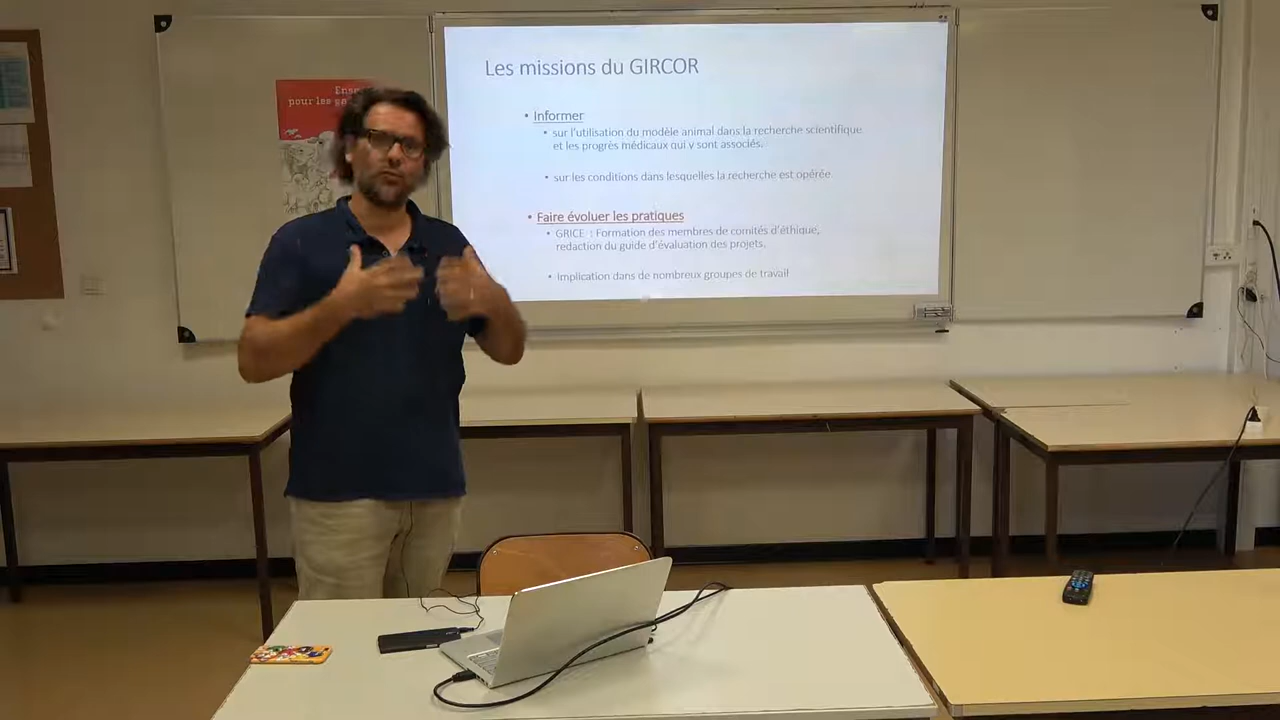 Les missions du GIRCOR
• Informer
• sur l'utilisation du modèle animal dans la recherche scientifique
et les progrès médicaux qui y sont associés.
• sur les conditions dans lesquelles la recherche est opérée
• Faire évoluer les pratiques
• GRICE : Formation des membres de comités d'éthique,
redaction du guide d'évaluation des projets.
• Implication dans de nombreux groupes de travail
pour les